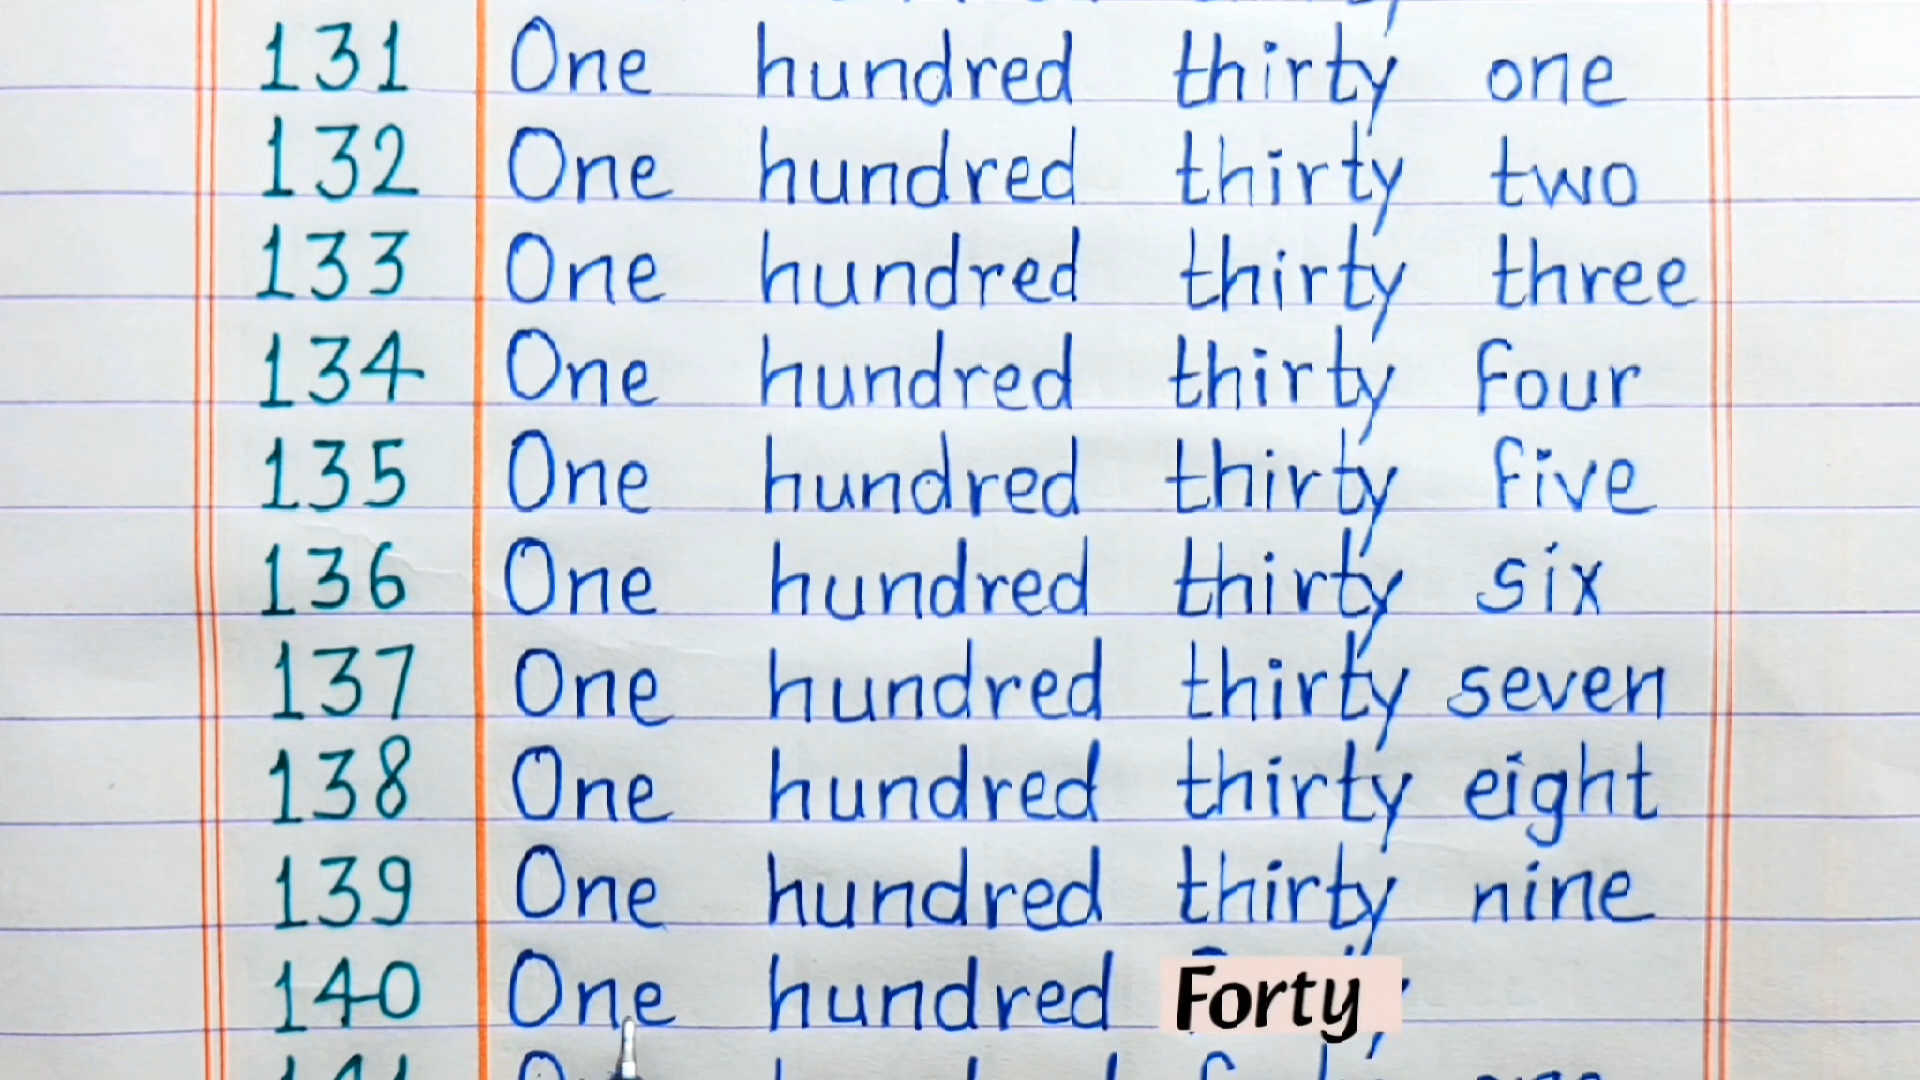 131 One hundred thirty one
132 One hundred thirty two
133 One hundred thirty three
134 One hundred thirty four
135 One hundred thirty five
136 One hundred thirty six
137 One hundred thirty seven
138 One hundred thirty eight
139 One hundred thirty nine
140 One hundred Forty